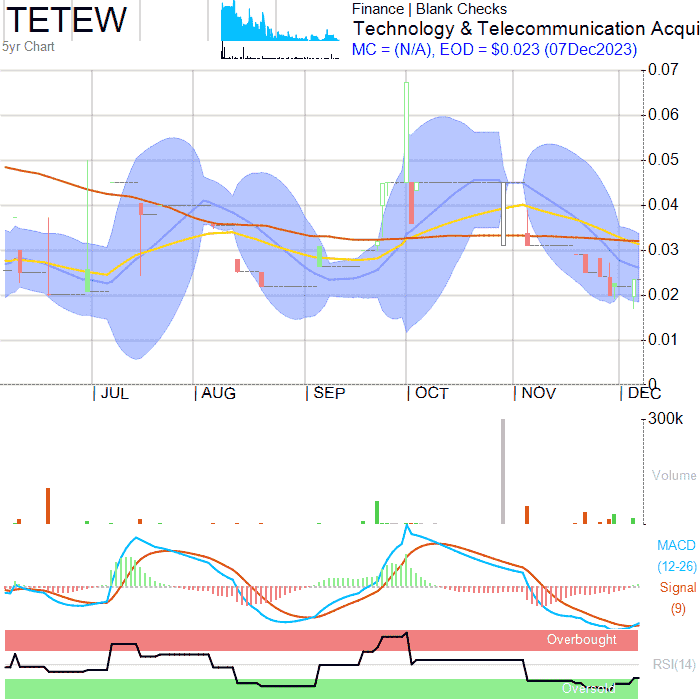 TETEW
5yr Chart
Finance | Blank Checks
Technology & Telecommunication Acqui
MC = (N/A), EOD = $0.023 (07Dec2023)
0.07
0.06
0.05
0.04
0.03
0.02
0.01
0
JUL AUG SEP OCT NOV DEC
300k
Volume
MACD
(12-26)
Signal
(9)
Overbought
RSI(14)
Oversold